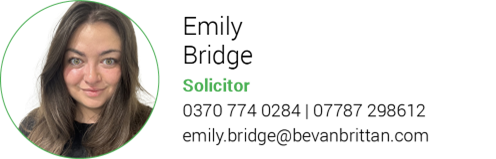 Emily
Bridge
Solicitor
0370 774 0284 | 07787 298612
emily.bridge@bevanbrittan.com